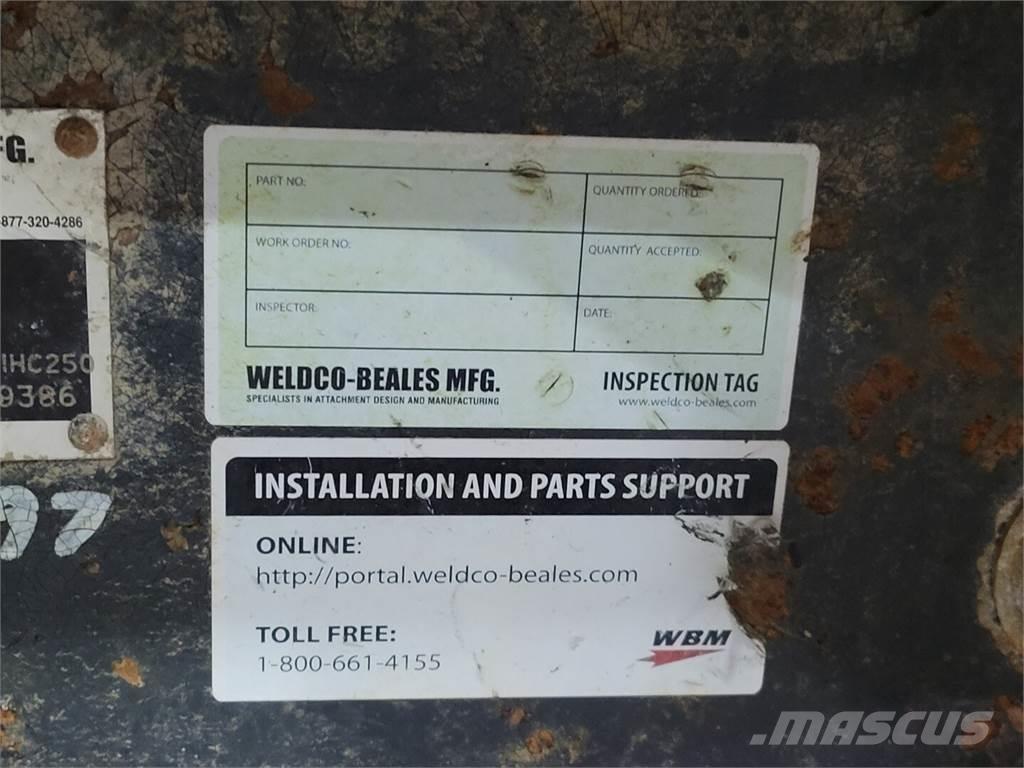 FG.
877-320-4286
HC250
9386
07
PART NO:
QUANTITY ORDERED:
WORK ORDER NO:
QUANTITY ACCEPTED:
INSPECTOR:
DATE:
WELDCO-BEALES MFG.
SPECIALISTS IN ATTACHMENT DESIGN AND MANUFACTURING
INSPECTION TAG
www.weldco-beales.com
INSTALLATION AND PARTS SUPPORT
ONLINE:
http://portal.weldco-beales.com
TOLL FREE:
1-800-661-4155
WBM
MASCUS